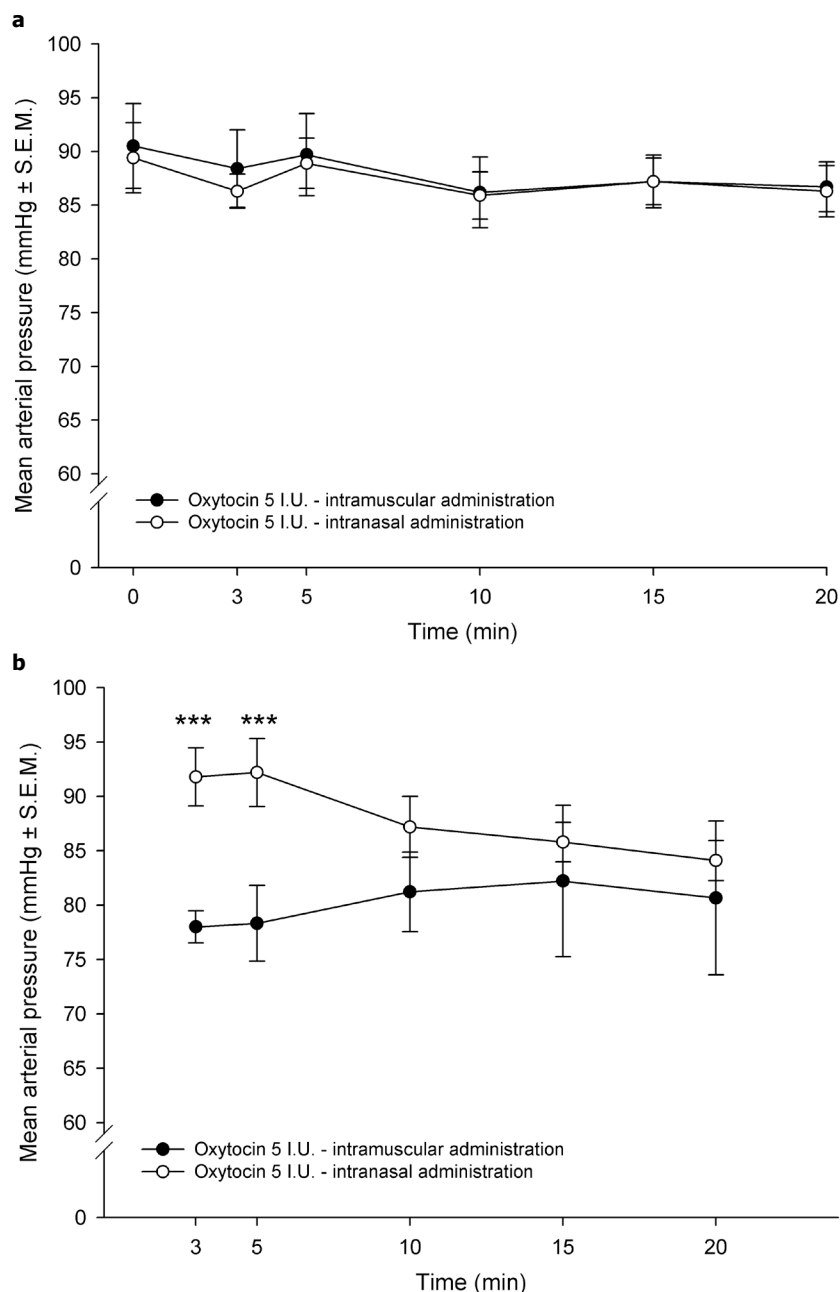 a
Mean arterial pressure (mmHg ± S.E.M.)
100
95
90
85
80
75
70
65
60
0
Oxytocin 5 I.U. - intramuscular administration
Oxytocin 5 I.U. - intranasal administration
0 3 5 10 15 20
Time (min)
b
Mean arterial pressure (mmHg ± S.E.M.)
100
95
90
85
80
75
70
65
60
0
*** ***
Oxytocin 5 I.U. - intramuscular administration
Oxytocin 5 I.U. - intranasal administration
3 5 10 15 20
Time (min)